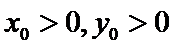 x₀ > 0, y₀ > 0